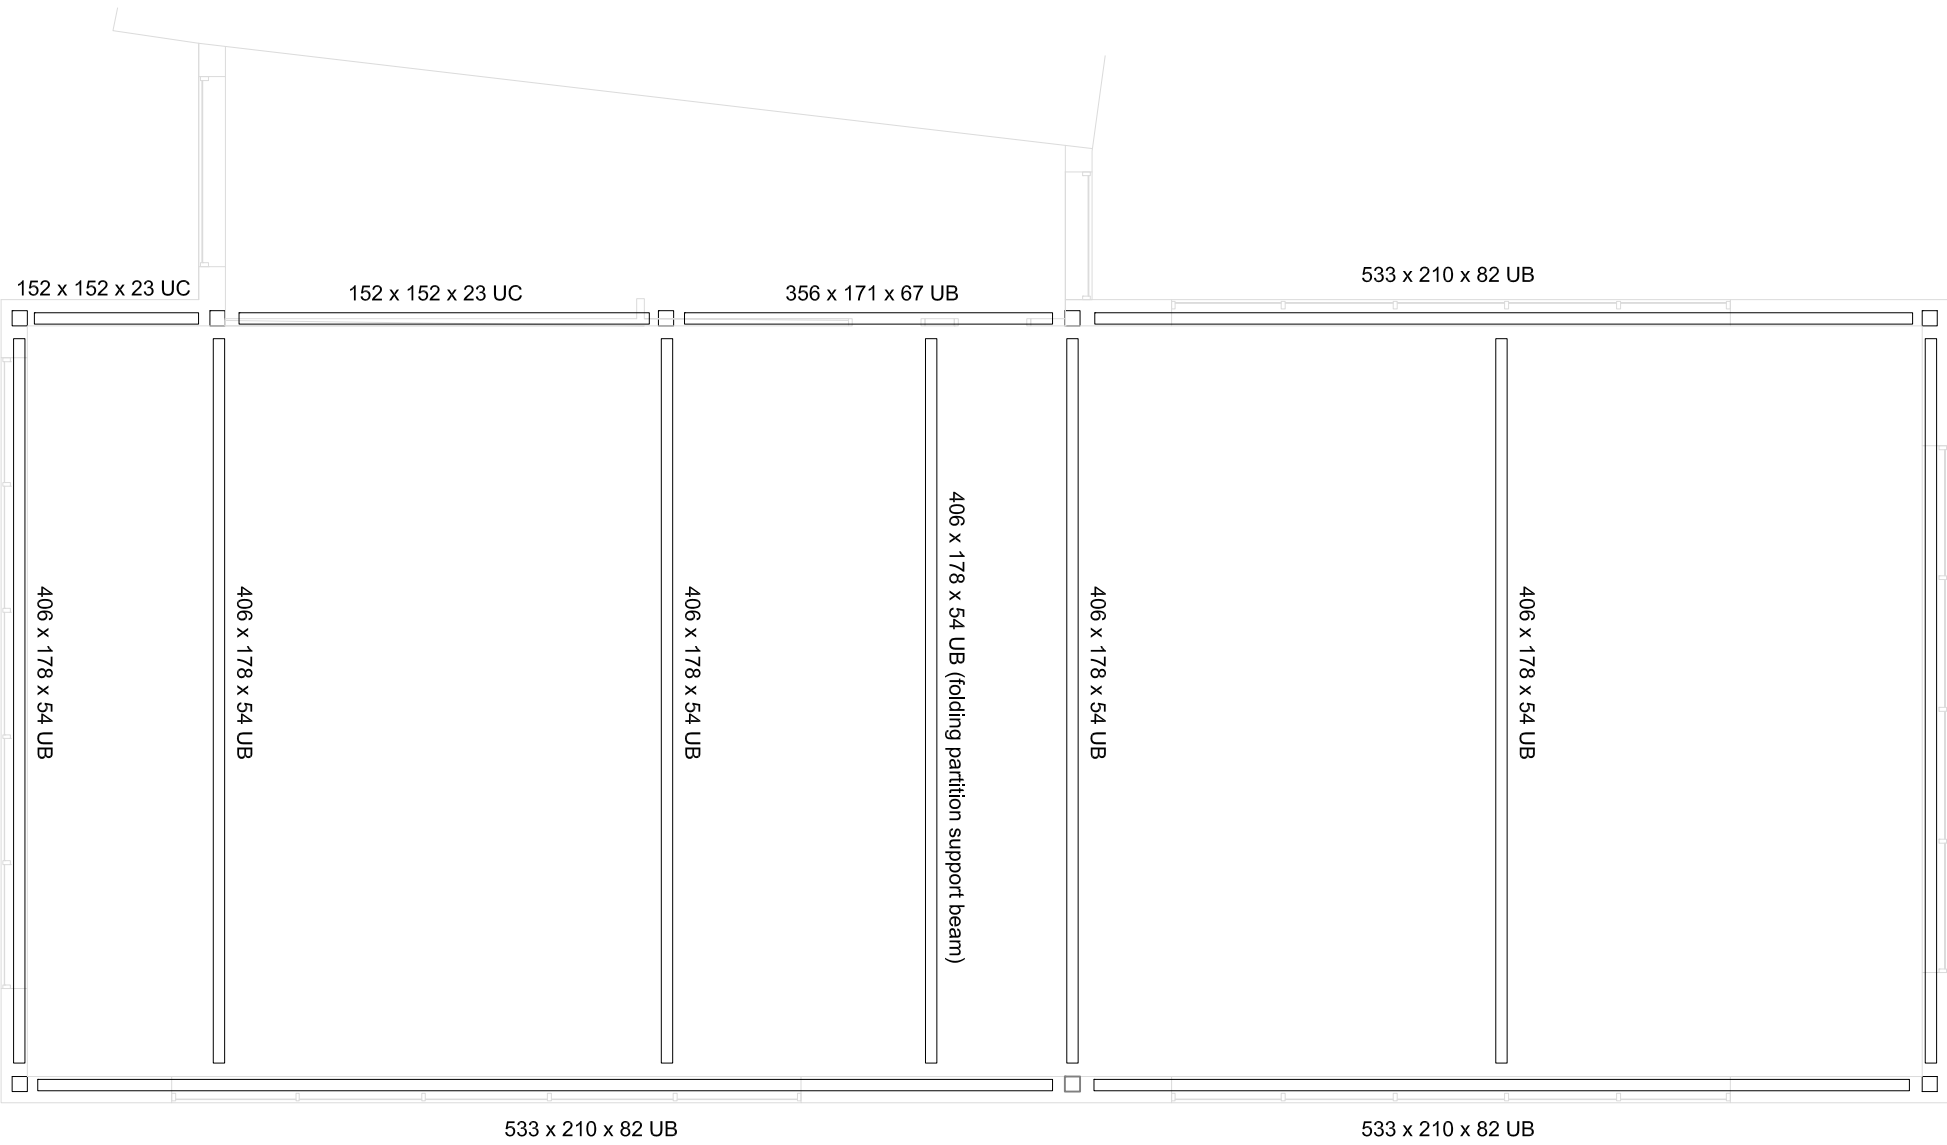 533 x 210 x 82 UB
152 x 152 x 23 UC
152 x 152 x 23 UC
356 x 171 x 67 UB
406 x 178 x 54 UB
406 x 178 x 54 UB
406 x 178 x 54 UB
406 x 178 x 54 UB (folding partition support beam)
406 x 178 x 54 UB
406 x 178 x 54 UB
533 x 210 x 82 UB
533 x 210 x 82 UB